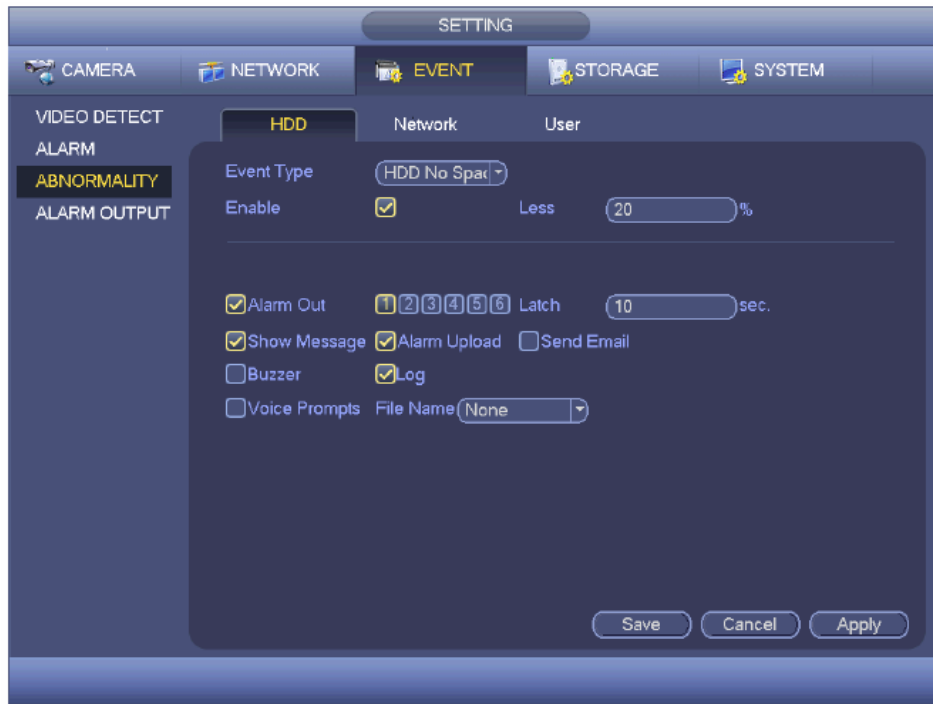 SETTING
CAMERA NETWORK EVENT STORAGE SYSTEM
VIDEO DETECT
ALARM
ABNORMALITY
ALARM OUTPUT
HDD Network User
Event Type HDD No Spac
Enable Less 20 %
Alarm Out 1 2 3 4 5 6 Latch 10 sec.
Show Message Alarm Upload Send Email
Buzzer Log
Voice Prompts File Name None
Save Cancel Apply